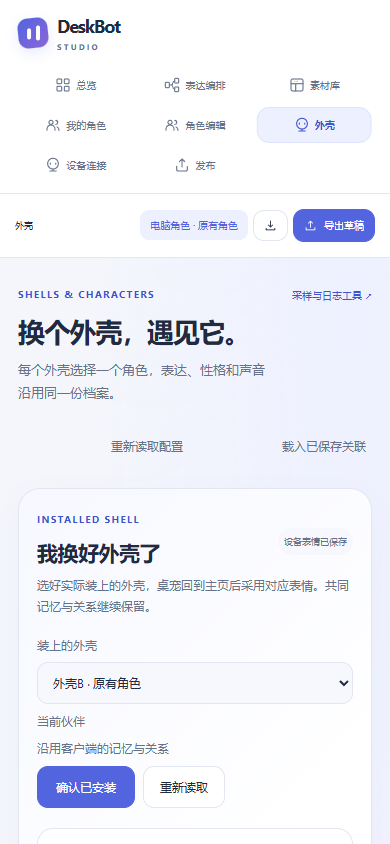 DeskBot
STUDIO
总览
表达编排
素材库
我的角色
角色编辑
外壳
设备连接
发布
外壳
电脑角色 · 原有角色
导出草稿
SHELLS & CHARACTERS
采样与日志工具 ↗
换个外壳，遇见它。
每个外壳选择一个角色，表达、性格和声音
沿用同一份档案。
重新读取配置
载入已保存关联
INSTALLED SHELL
我换好外壳了
设备表情已保存
选好实际装上的外壳，桌宠回到主页后采用对应表情。共同
记忆与关系继续保留。
装上的外壳
外壳B · 原有角色
当前伙伴
沿用客户端的记忆与关系
确认已安装
重新读取